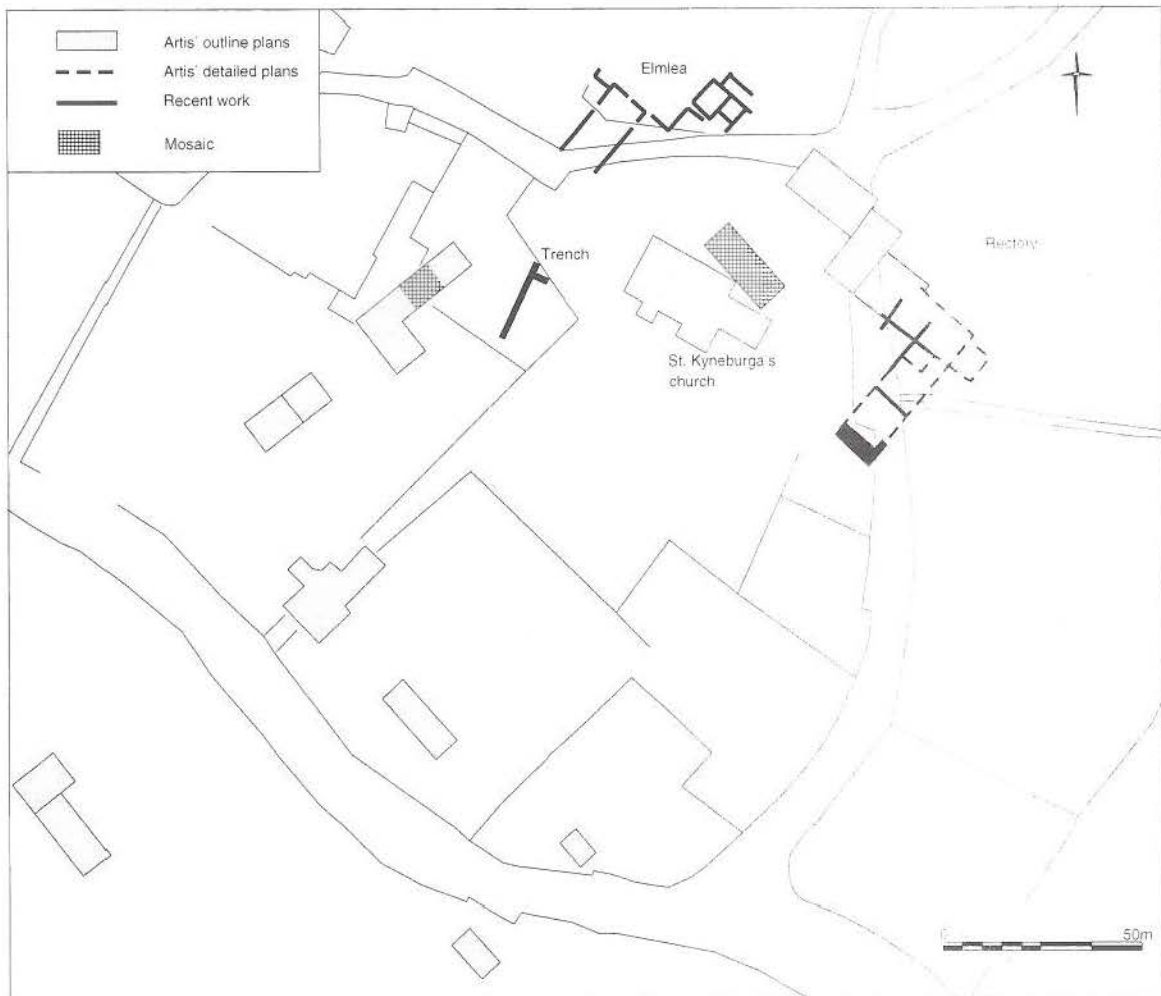 Artis' outline plans
Artis' detailed plans
Recent work
Mosaic
Elmlea
Trench
Rectory
St. Kyneburga's
church
0
50m